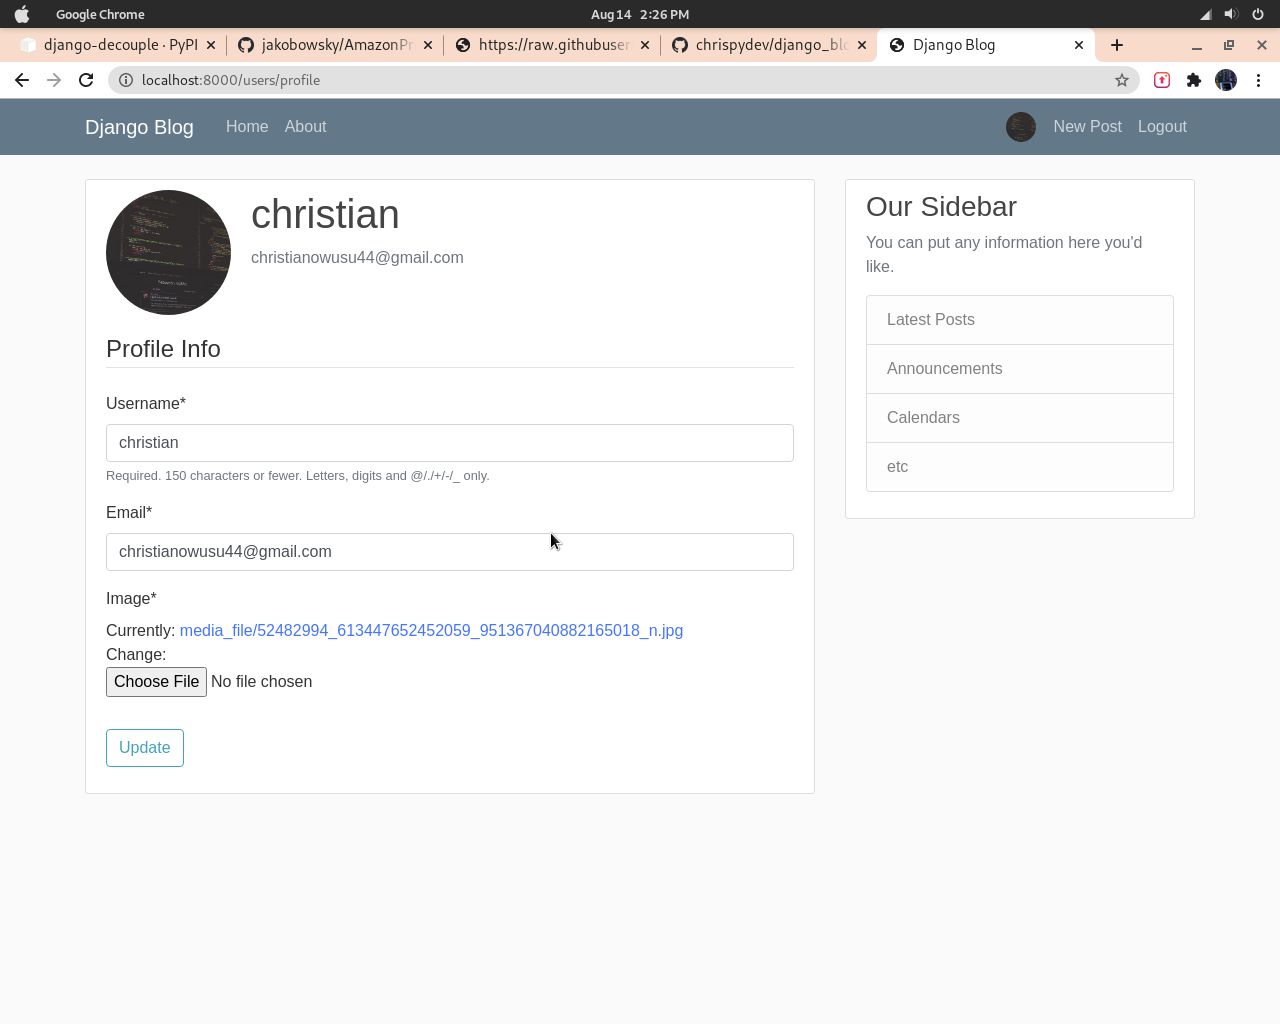 Google Chrome
Aug 14 2:26 PM
django-decouple · PyPI
jakobowsky/AmazonPr
https://raw.githubuser
chrispydev/django_blo
Django Blog
localhost:8000/users/profile
Django Blog
Home
About
New Post
Logout
christian
christianowusu44@gmail.com
Profile Info
Username*
christian
Required. 150 characters or fewer. Letters, digits and @/./+/-/_ only.
Email*
christianowusu44@gmail.com
Image*
Currently: media_file/52482994_613447652452059_951367040882165018_n.jpg
Change:
Choose File No file chosen
Update
Our Sidebar
You can put any information here you'd
like.
Latest Posts
Announcements
Calendars
etc